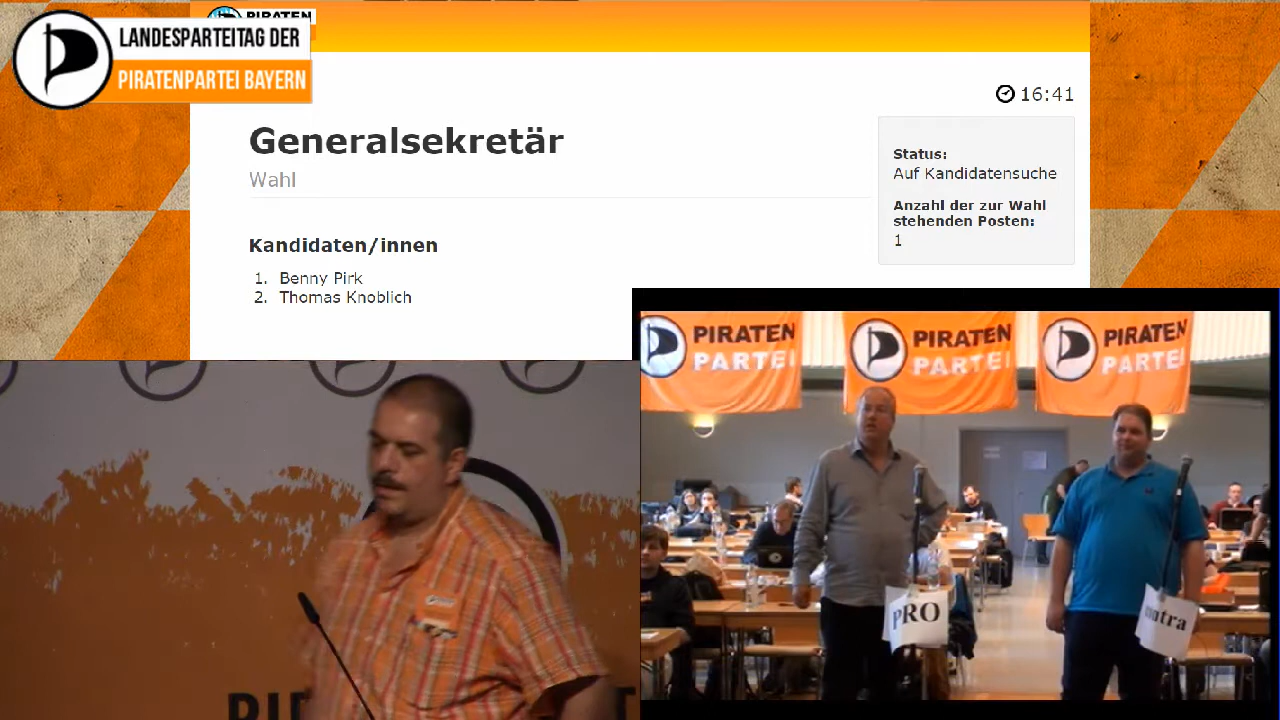 PIRATEN
LANDESPARTEITAG DER
PIRATENPARTEI BAYERN
16:41
Generalsekretär
Wahl
Status:
Auf Kandidatensuche
Anzahl der zur Wahl
stehenden Posten:
1
Kandidaten/innen
1. Benny Pirk
2. Thomas Knoblich
PIRATEN
PARTEI
PIRATEN
PARTEI
PIRATEN
PARTEI
PRO